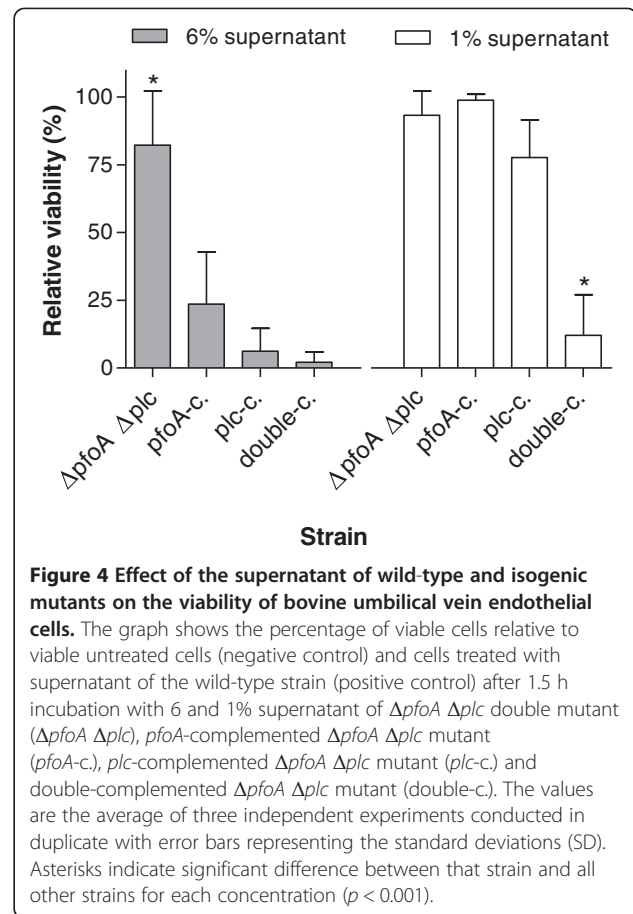 6% supernatant
1% supernatant
Relative viability (%)
100
75
50
25
0
*
*
ΔpfoA Δplc
pfoA-c.
plc-c.
double-c.
ΔpfoA Δplc
pfoA-c.
plc-c.
double-c.
Strain
Figure 4 Effect of the supernatant of wild-type and isogenic
mutants on the viability of bovine umbilical vein endothelial
cells. The graph shows the percentage of viable cells relative to
viable untreated cells (negative control) and cells treated with
supernatant of the wild-type strain (positive control) after 1.5 h
incubation with 6 and 1% supernatant of ΔpfoA Δplc double mutant
(ΔpfoA Δplc), pfoA-complemented ΔpfoA Δplc mutant
(pfoA-c.), plc-complemented ΔpfoA Δplc mutant (plc-c.) and
double-complemented ΔpfoA Δplc mutant (double-c.). The values
are the average of three independent experiments conducted in
duplicate with error bars representing the standard deviations (SD).
Asterisks indicate significant difference between that strain and all
other strains for each concentration (p < 0.001).